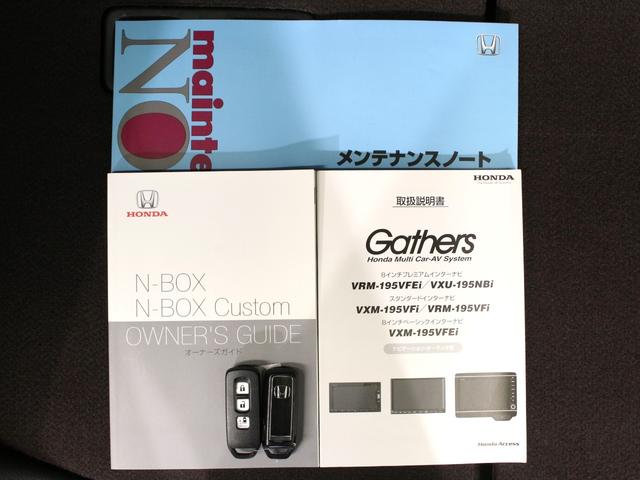 mainte
NO
メンテナンスノート
HONDA
N-BOX
N-BOX Custom
OWNER'S GUIDE
オーナーズガイド
HONDA
取扱説明書
Gathers
Honda Multi Car-AV System
8インチプレミアムインターナビ
VRM-195VFEi/VXU-195NBi
スタンダードインターナビ
VXM-195VFi/VRM-195VFi
8インチベーシックインターナビ
VXM-195VFEi
Honda Access